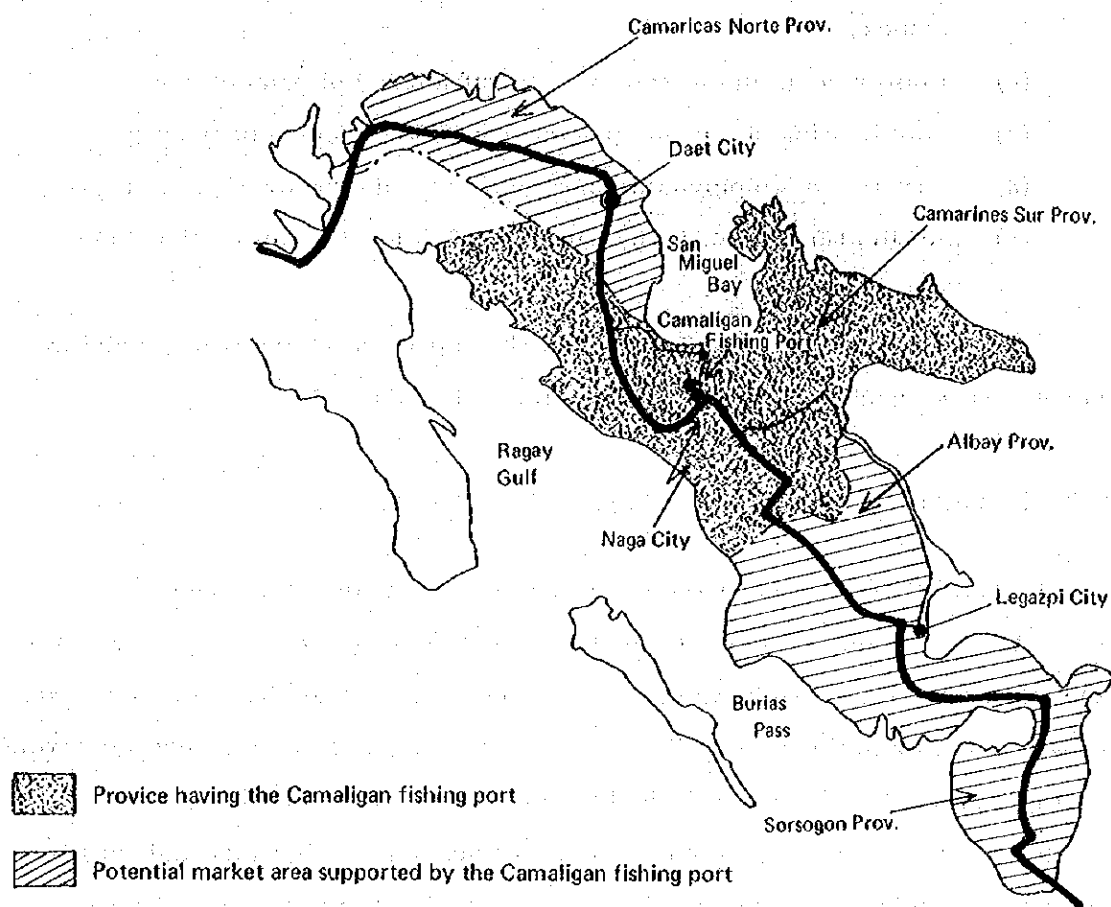 Camaricas Norte Prov.
Daet City
Camarines Sur Prov.
San
Miguel
Bay
Camaligan
Fishing Port
Albay Prov.
Ragay
Gulf
Naga City
Legazpi City
Burias
Pass
Provice having the Camaligan fishing port
Sorsogon Prov.
Potential market area supported by the Camaligan fishing port